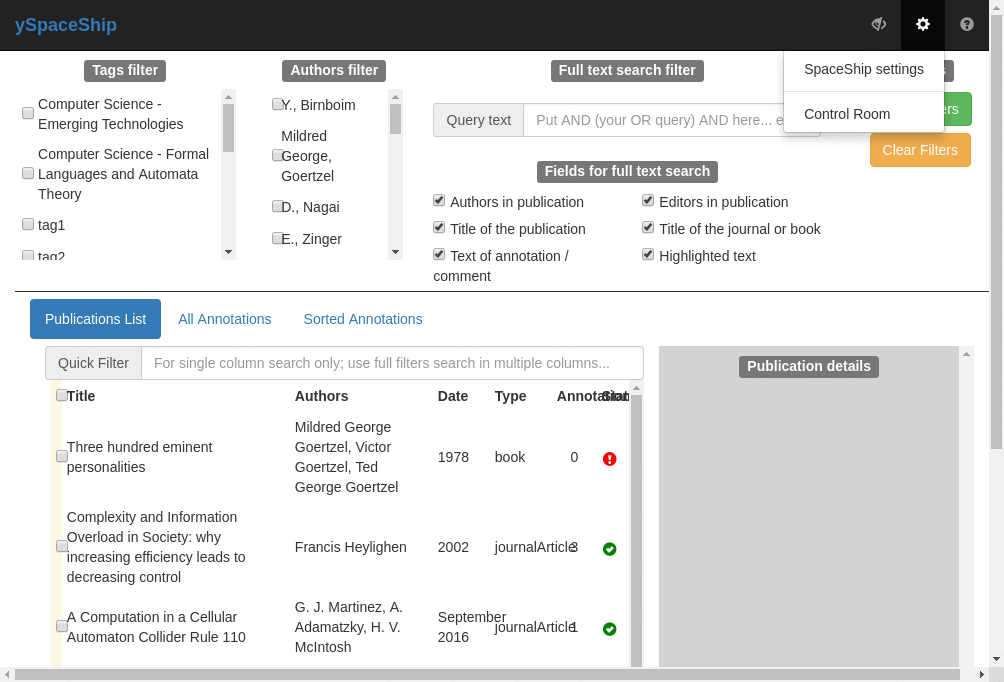 ySpaceShip
SpaceShip settings
Control Room
Tags filter
Authors filter
Full text search filter
Computer Science -
Emerging Technologies
Computer Science - Formal
Languages and Automata
Theory
tag1
tag2
Y., Birnboim
Mildred
George,
Goertzel
D., Nagai
E., Zinger
Query text
Put AND (your OR query) AND here...
Clear Filters
Fields for full text search
Authors in publication
Editors in publication
Title of the publication
Title of the journal or book
Text of annotation /
comment
Highlighted text
Publications List
All Annotations
Sorted Annotations
Quick Filter
For single column search only; use full filters search in multiple columns...
Publication details
Title
Authors
Date
Type
Three hundred eminent
personalities
Mildred George
Goertzel, Victor
Goertzel, Ted
George Goertzel
1978
book
0
Complexity and Information
Overload in Society: why
increasing efficiency leads to
decreasing control
Francis Heylighen
2002
journalArticle
3
A Computation in a Cellular
Automaton Collider Rule 110
G. J. Martinez, A.
Adamatzky, H. V.
McIntosh
September
2016
journalArticle
1